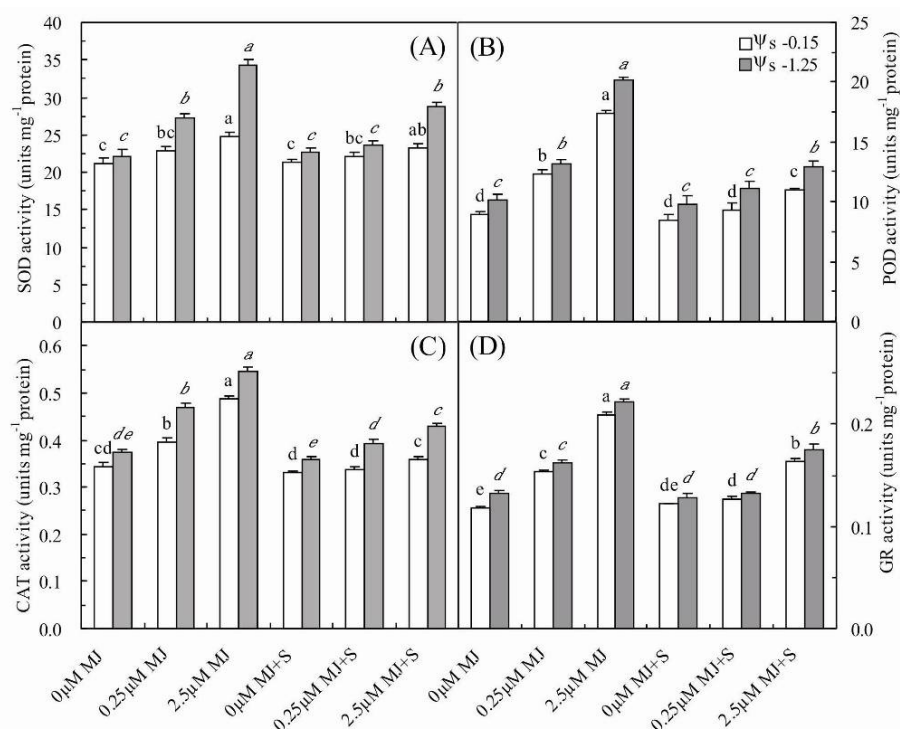 (A)
SOD activity (units mg⁻¹ protein)
40
35
30
25
20
15
10
5
0
c c bc b a a c c bc c ab b
(B)
Ψs -0.15
Ψs -1.25
POD activity (units mg⁻¹ protein)
25
20
15
10
5
0
d c b b a a d c d c c b
(C)
CAT activity (units mg⁻¹ protein)
0.6
0.5
0.4
0.3
0.2
0.1
0.0
cd de b b a a d e d d c c
(D)
GR activity (units mg⁻¹ protein)
0.2
0.1
0.0
e d c c a a de d d d b b
0μM MJ
0.25μM MJ
2.5μM MJ
0μM MJ+S
0.25μM MJ+S
2.5μM MJ+S
0μM MJ
0.25μM MJ
2.5μM MJ
0μM MJ+S
0.25μM MJ+S
2.5μM MJ+S